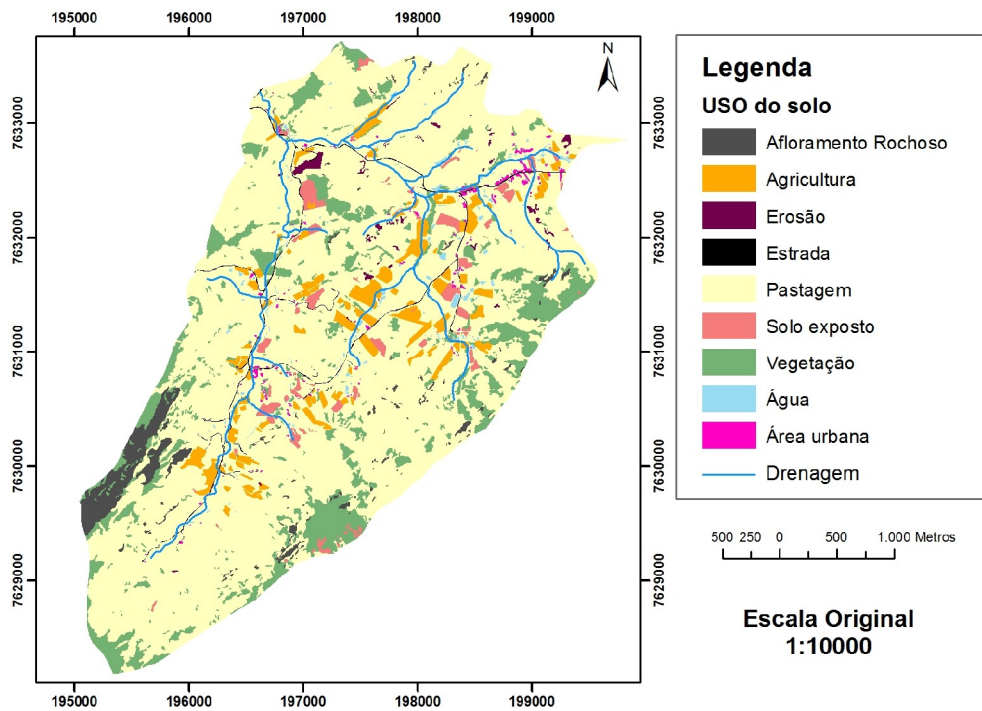 195000 196000 197000 198000 199000
N
7633000 7633000
7632000 7632000
7631000 7631000
7630000 7630000
7629000 7629000
195000 196000 197000 198000 199000
Legenda
USO do solo
Afloramento Rochoso
Agricultura
Erosão
Estrada
Pastagem
Solo exposto
Vegetação
Água
Área urbana
Drenagem
500 250 0 500 1.000 Metros
Escala Original
1:10000